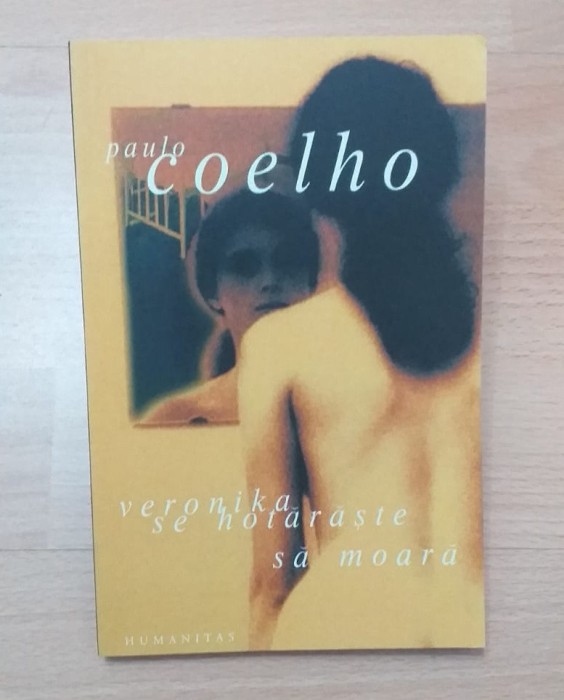 paulo
coelho
veronika
se hotărăște
să moară
HUMANITAS